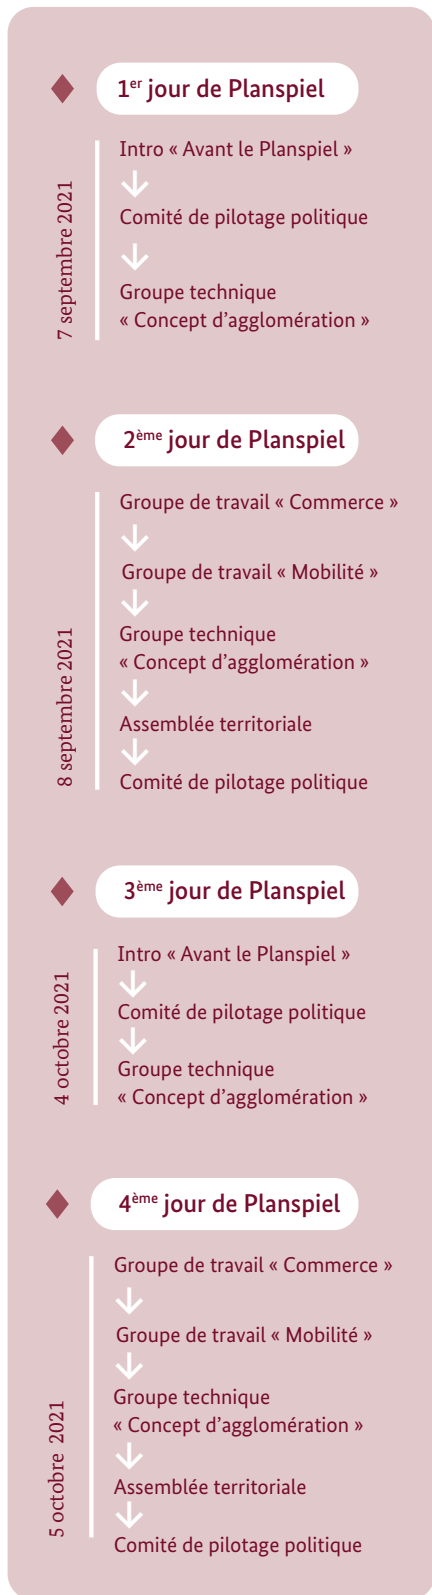 1er jour de Planspiel
7 septembre 2021
Intro « Avant le Planspiel »
Comité de pilotage politique
Groupe technique
« Concept d’agglomération »
2ème jour de Planspiel
8 septembre 2021
Groupe de travail « Commerce »
Groupe de travail « Mobilité »
Groupe technique
« Concept d’agglomération »
Assemblée territoriale
Comité de pilotage politique
3ème jour de Planspiel
4 octobre 2021
Intro « Avant le Planspiel »
Comité de pilotage politique
Groupe technique
« Concept d’agglomération »
4ème jour de Planspiel
5 octobre 2021
Groupe de travail « Commerce »
Groupe de travail « Mobilité »
Groupe technique
« Concept d’agglomération »
Assemblée territoriale
Comité de pilotage politique